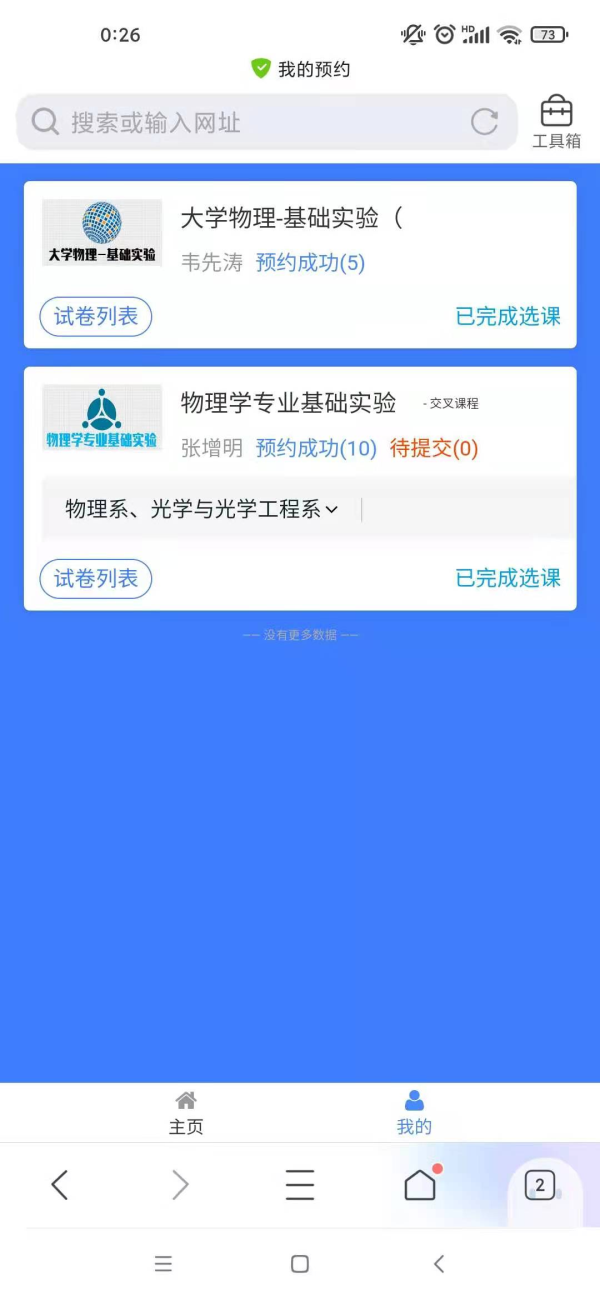 0:26
HD
73
我的预约
搜索或输入网址
工具箱
大学物理-基础实验
大学物理-基础实验（
韦先涛 预约成功(5)
试卷列表 已完成选课
物理学专业基础实验
物理学专业基础实验 - 交叉课程
张增明 预约成功(10) 待提交(0)
物理系、光学与光学工程系
试卷列表 已完成选课
—— 没有更多数据 ——
主页 我的
2